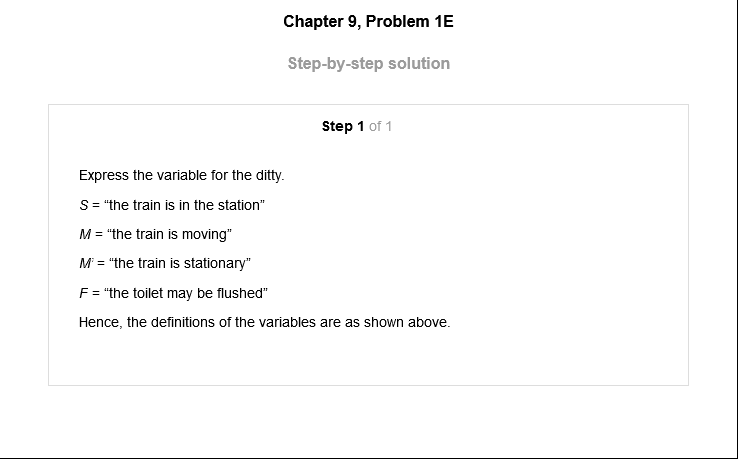 Chapter 9, Problem 1E
Step-by-step solution
Step 1 of 1
Express the variable for the ditty.
S = “the train is in the station”
M = “the train is moving”
M' = “the train is stationary”
F = “the toilet may be flushed”
Hence, the definitions of the variables are as shown above.